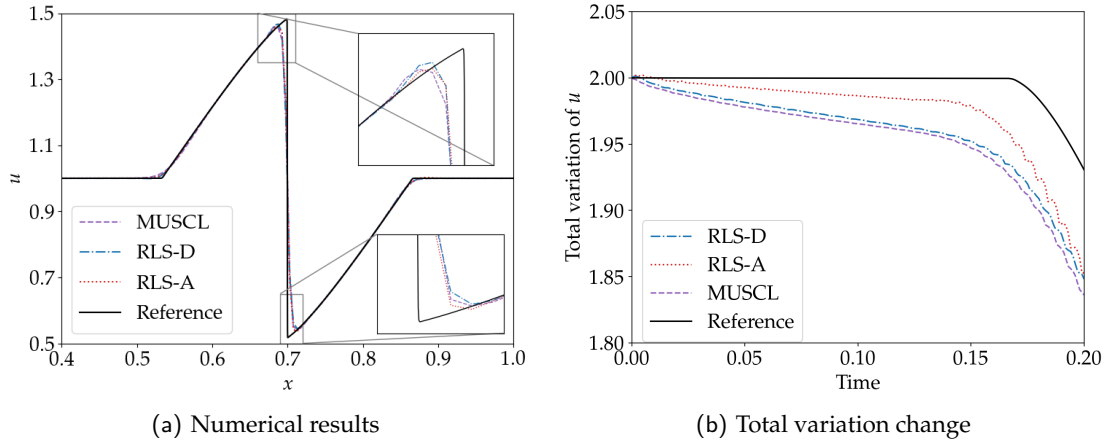 1.5
1.3
1.1
0.9
0.7
0.5
u
MUSCL
RLS-D
RLS-A
Reference
0.4 0.5 0.6 0.7 0.8 0.9 1.0
x
(a) Numerical results
2.05
2.00
1.95
1.90
1.85
1.80
Total variation of u
RLS-D
RLS-A
MUSCL
Reference
0.00 0.05 0.10 0.15 0.20
Time
(b) Total variation change